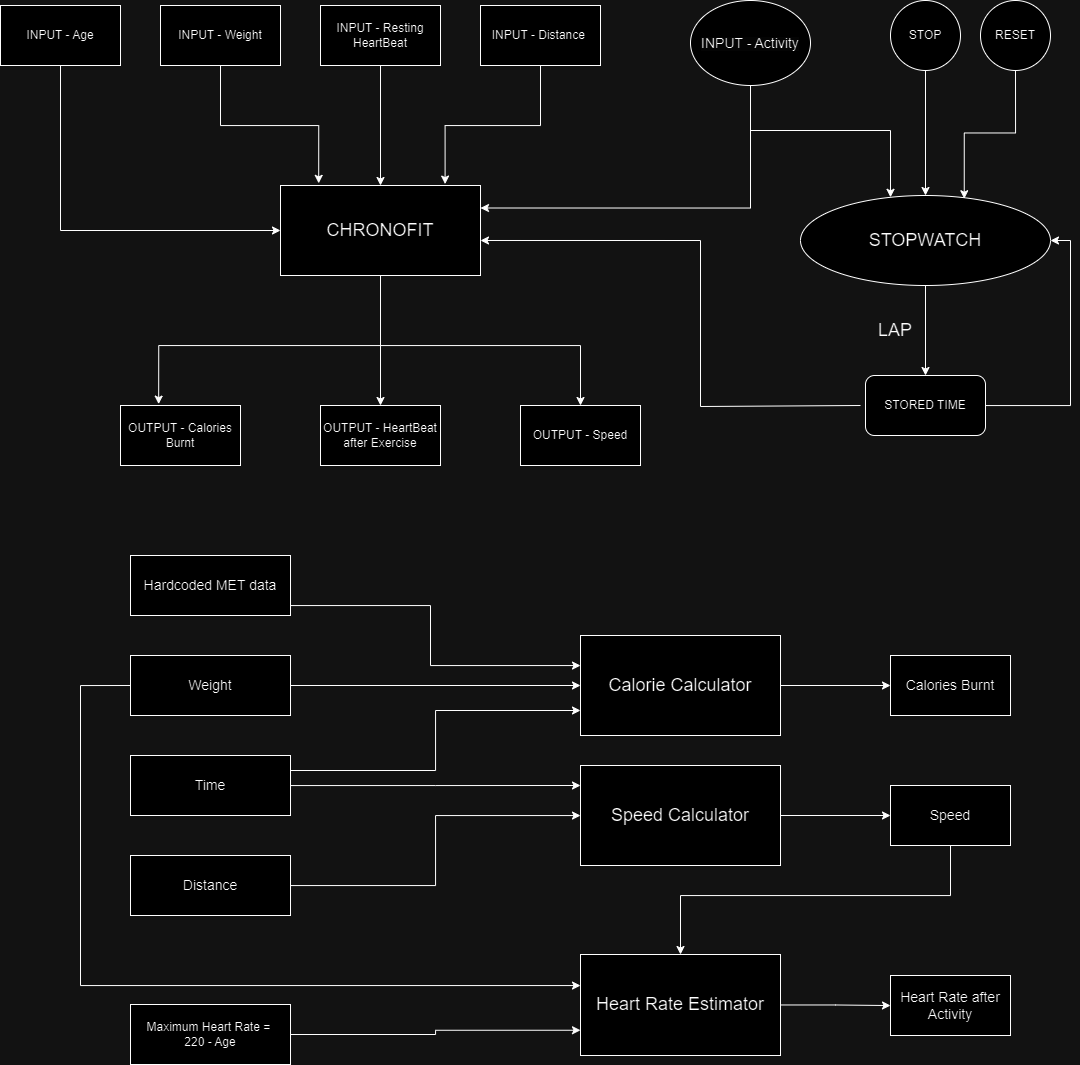 INPUT - Age
INPUT - Weight
INPUT - Resting
HeartBeat
INPUT - Distance
INPUT - Activity
STOP
RESET
CHRONOFIT
STOPWATCH
LAP
STORED TIME
OUTPUT - Calories
Burnt
OUTPUT - HeartBeat
after Exercise
OUTPUT - Speed
Hardcoded MET data
Weight
Calorie Calculator
Calories Burnt
Time
Speed Calculator
Speed
Distance
Heart Rate Estimator
Heart Rate after
Activity
Maximum Heart Rate =
220 - Age